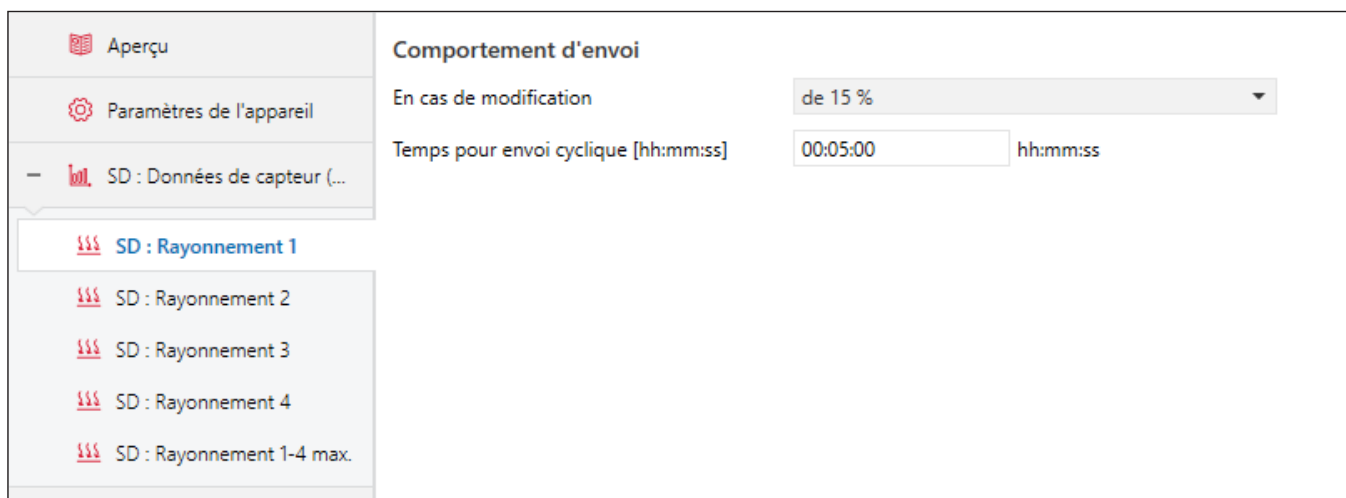 Aperçu
Paramètres de l'appareil
SD : Données de capteur (...
SD : Rayonnement 1
SD : Rayonnement 2
SD : Rayonnement 3
SD : Rayonnement 4
SD : Rayonnement 1-4 max.
Comportement d'envoi
En cas de modification de 15 %
Temps pour envoi cyclique [hh:mm:ss] 00:05:00 hh:mm:ss